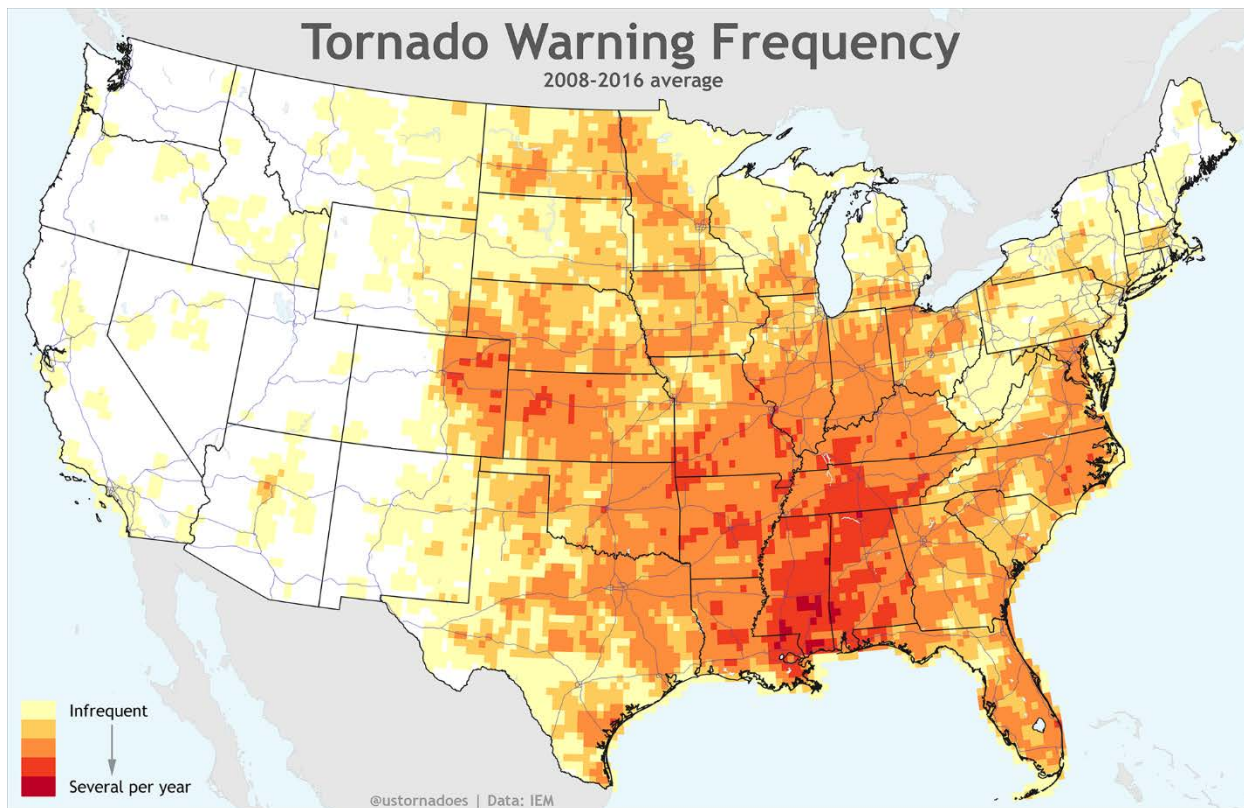 Tornado Warning Frequency
2008-2016 average
Infrequent
Several per year
@ustornadoes | Data: IEM